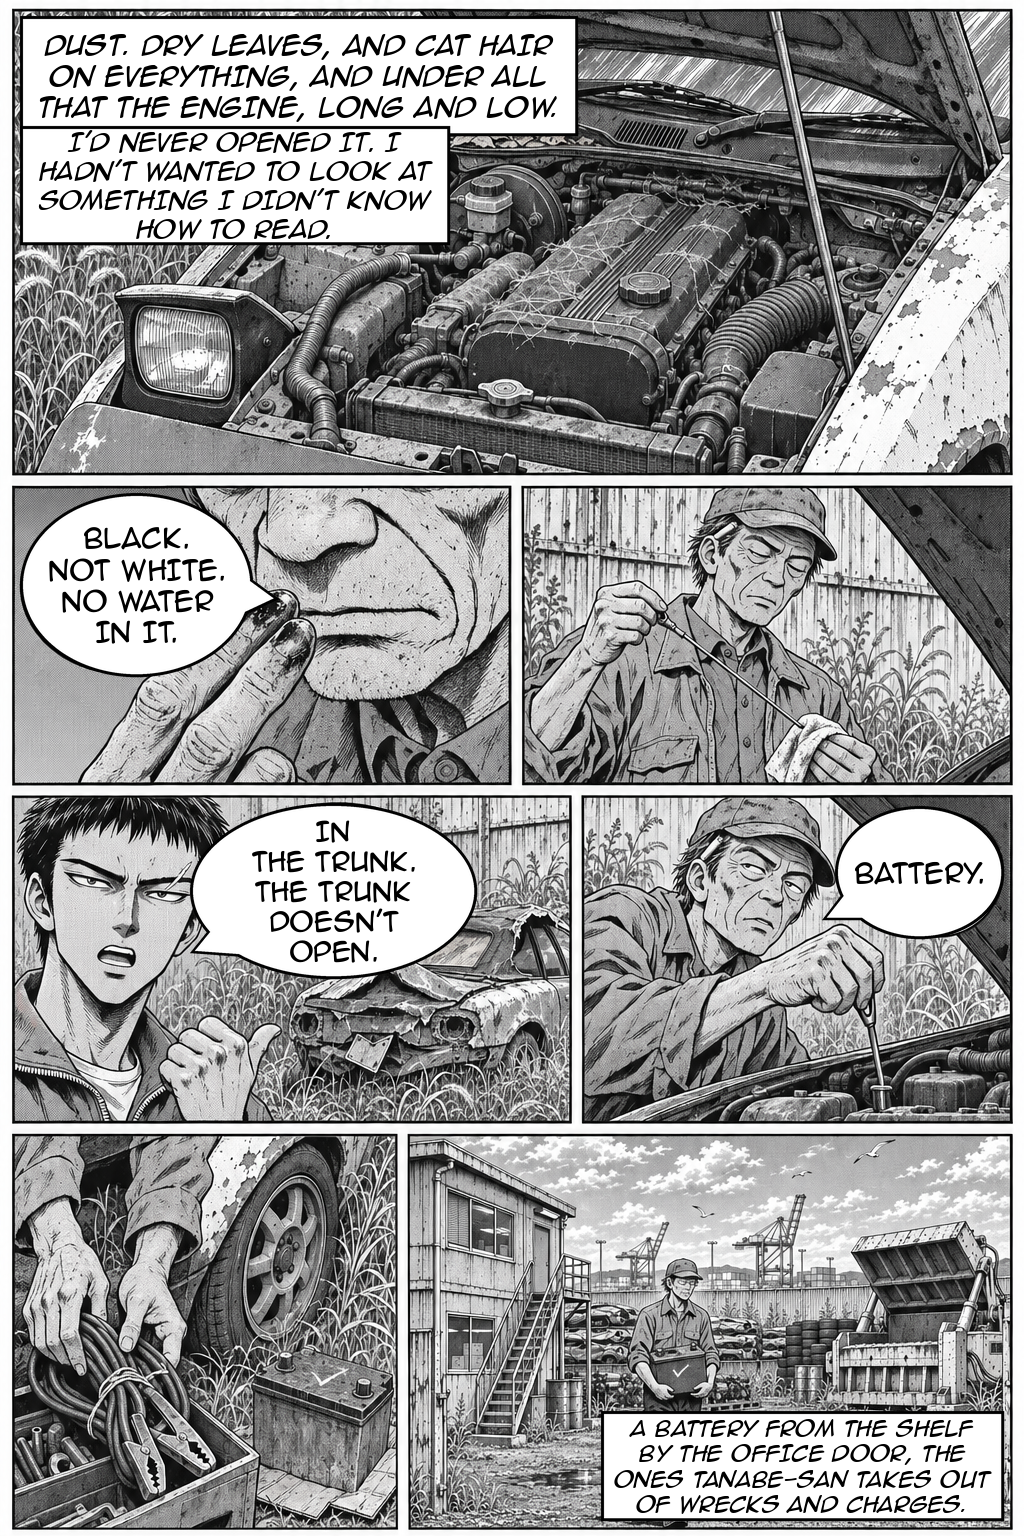 DUST. DRY LEAVES, AND CAT HAIR
ON EVERYTHING, AND UNDER ALL
THAT THE ENGINE, LONG AND LOW.
I'D NEVER OPENED IT. I
HADN'T WANTED TO LOOK AT
SOMETHING I DIDN'T KNOW
HOW TO READ.
BLACK.
NOT WHITE.
NO WATER
IN IT.
IN
THE TRUNK.
THE TRUNK
DOESN'T
OPEN.
BATTERY.
A BATTERY FROM THE SHELF
BY THE OFFICE DOOR, THE
ONES TANABE-SAN TAKES OUT
OF WRECKS AND CHARGES.